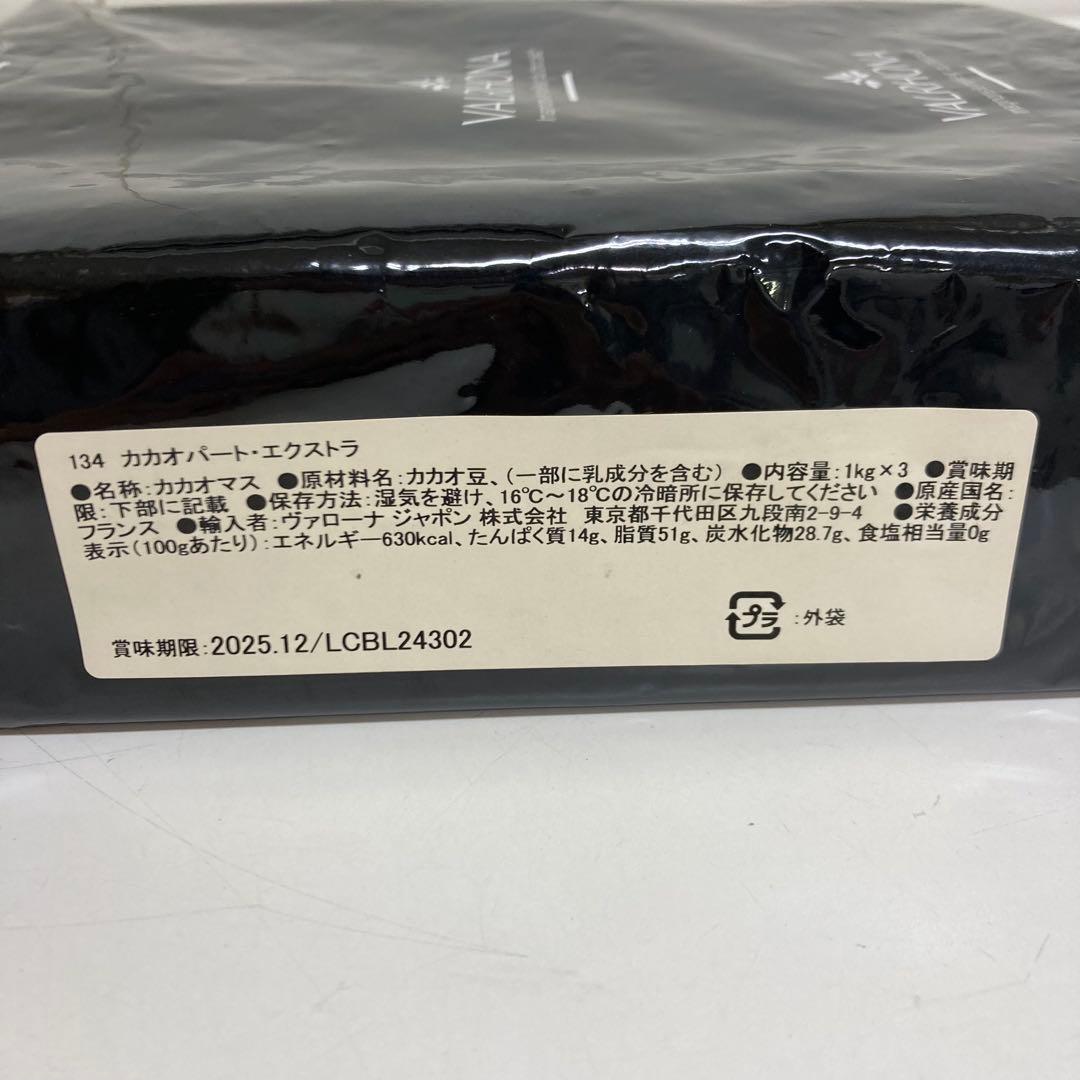 VALRHONA
VALRHONA
134 カカオパート・エクストラ
●名称:カカオマス ●原材料名:カカオ豆、(一部に乳成分を含む) ●内容量:1kg×3 ●賞味期
限:下部に記載 ●保存方法:湿気を避け、16℃～18℃の冷暗所に保存してください ●原産国名:
フランス ●輸入者:ヴァローナ ジャポン 株式会社 東京都千代田区九段南2-9-4 ●栄養成分
表示(100gあたり):エネルギー630kcal、たんぱく質14g、脂質51g、炭水化物28.7g、食塩相当量0g
プラ :外袋
賞味期限:2025.12/LCBL24302